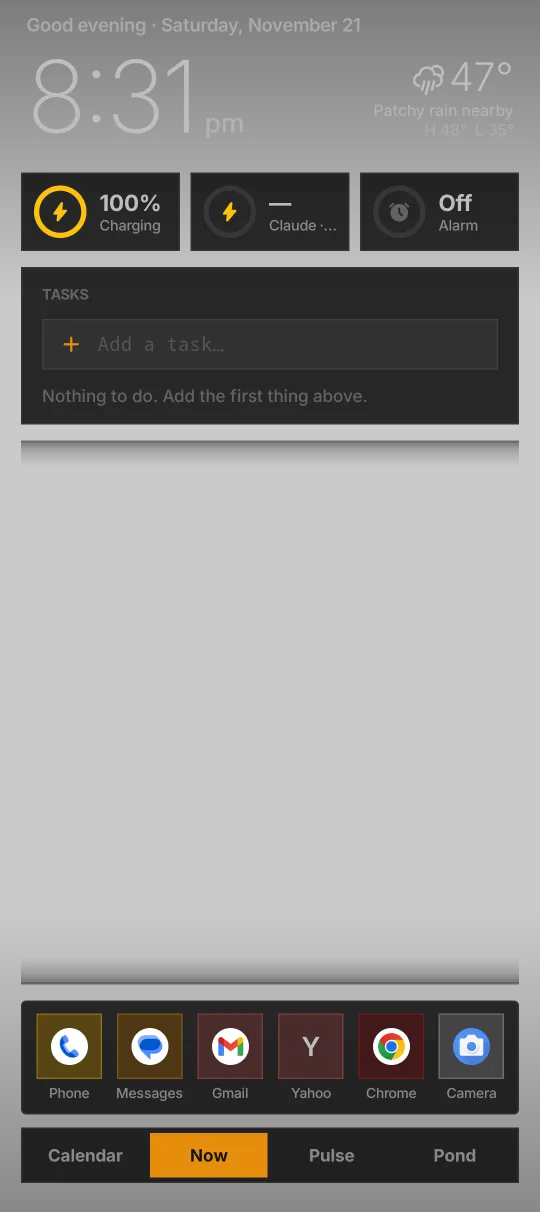 Good evening · Saturday, November 21
8:31 pm
47°
Patchy rain nearby
H 48° L 35°
100%
Charging
—
Claude ·...
Off
Alarm
TASKS
+ Add a task…
Nothing to do. Add the first thing above.
Y
Phone Messages Gmail Yahoo Chrome Camera
Calendar Now Pulse Pond